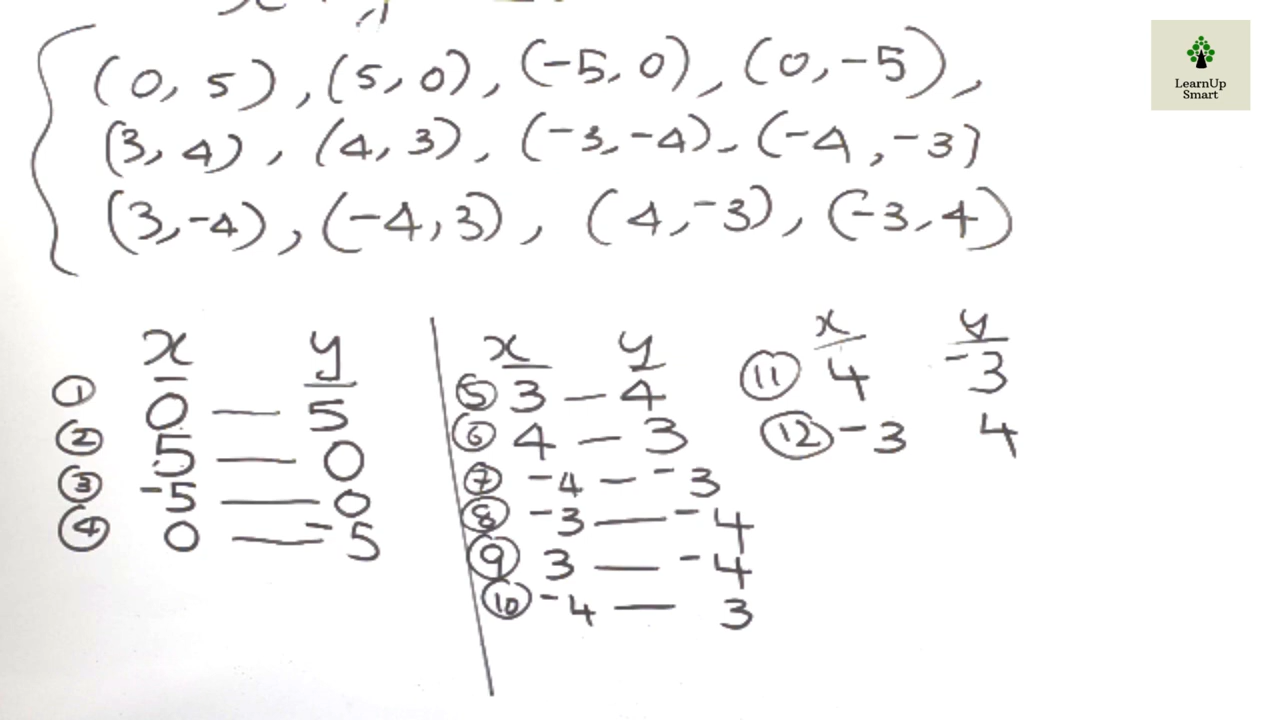 (0, 5), (5, 0), (-5, 0), (0, -5),
(3, 4), (4, 3), (-3, -4), (-4, -3)
(3, -4), (-4, 3), (4, -3), (-3, 4)
LearnUp
Smart
x y
① 0 — 5
② 5 — 0
③ -5 — 0
④ 0 — -5
x y
⑤ 3 — 4
⑥ 4 — 3
⑦ -4 — -3
⑧ -3 — -4
⑨ 3 — -4
⑩ -4 — 3
x y
⑪ 4 -3
⑫ -3 4